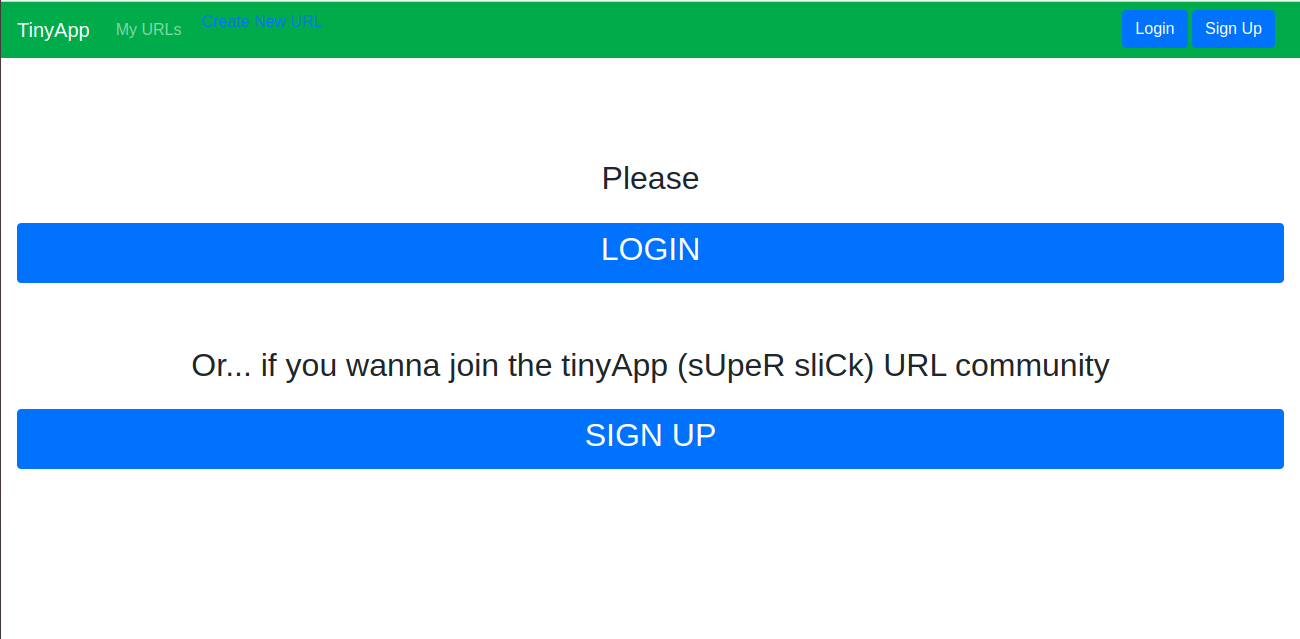 TinyApp My URLs Create New URL Login Sign Up
Please
LOGIN
Or... if you wanna join the tinyApp (sUpeR sliCk) URL community
SIGN UP